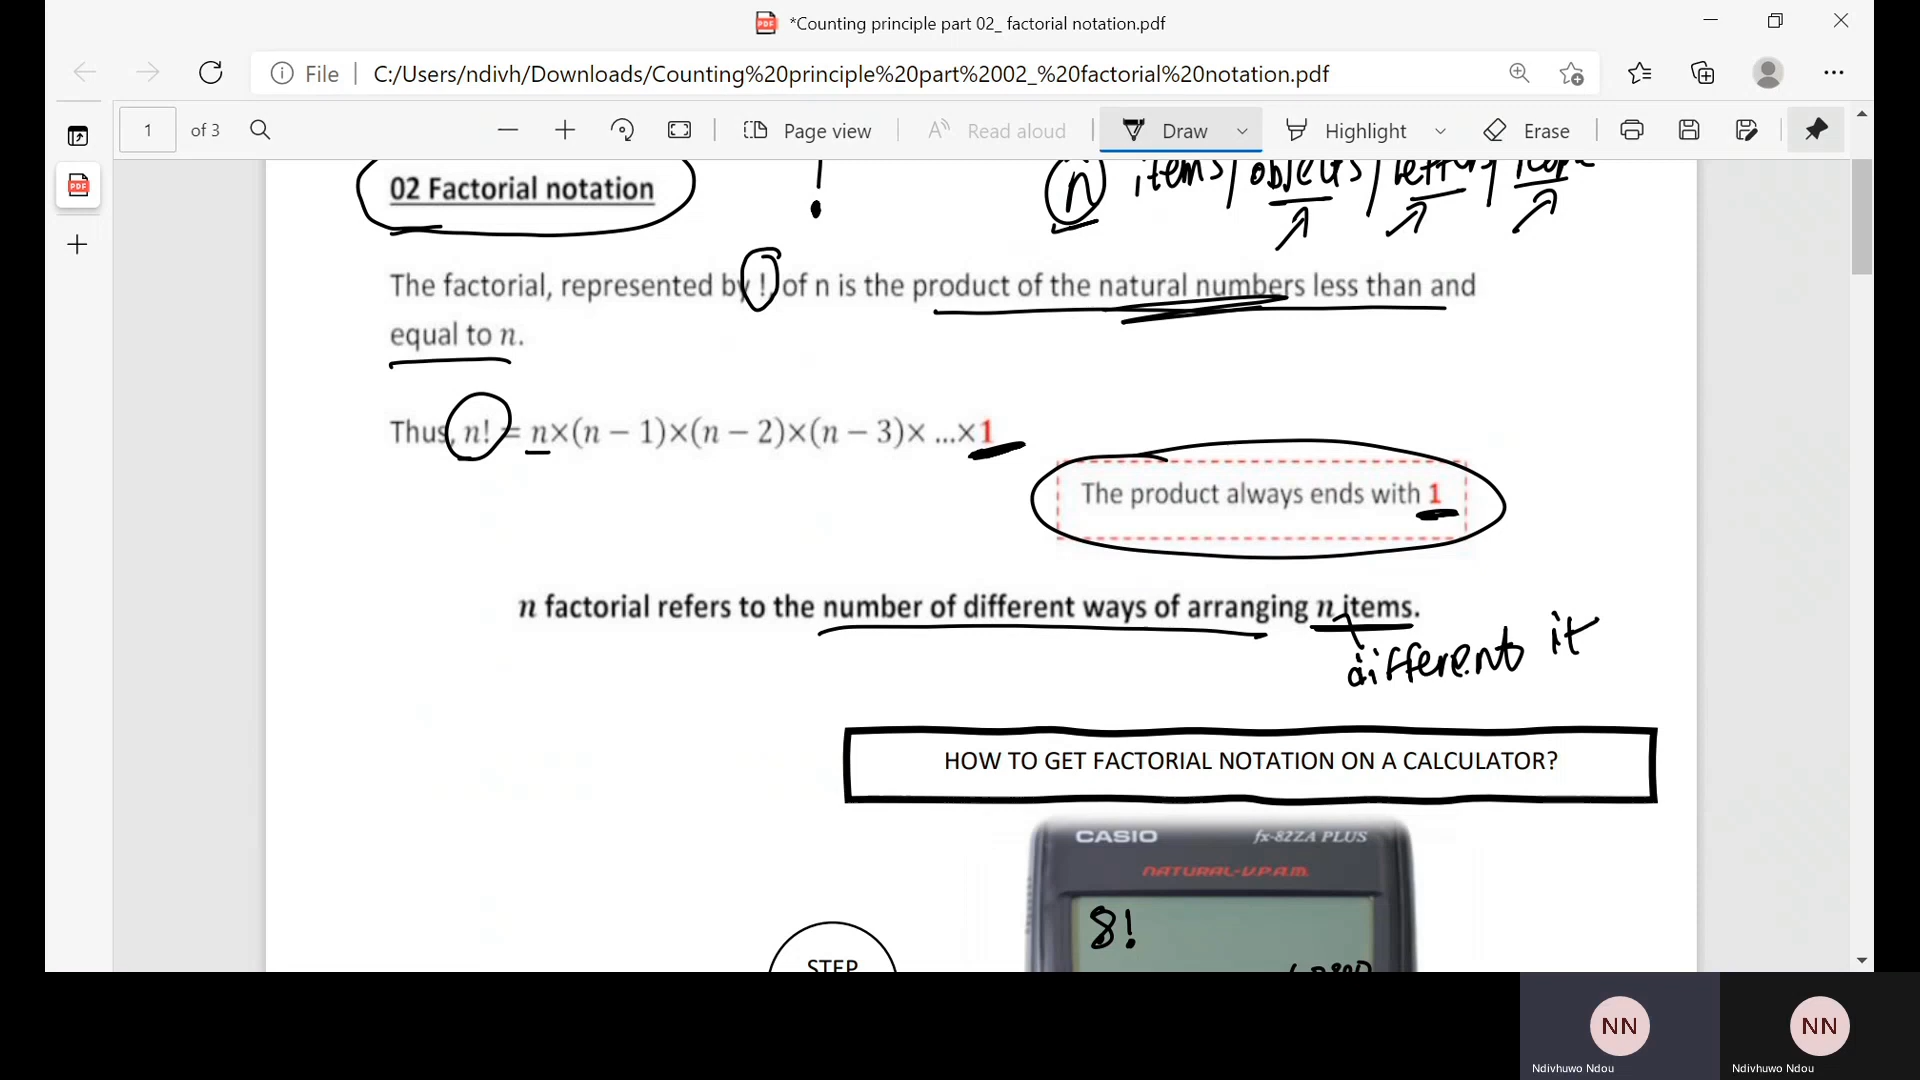 *Counting principle part 02_ factorial notation.pdf
File
C:/Users/ndivh/Downloads/Counting%20principle%20part%2002_%20factorial%20notation.pdf
1 of 3
Page view
Read aloud
Draw
Highlight
Erase
!
n items / objects / letters /
02 Factorial notation
The factorial, represented by !, of n is the product of the natural numbers less than and
equal to n.
Thus, n! = n×(n − 1)×(n − 2)×(n − 3)× ...×1
The product always ends with 1
n factorial refers to the number of different ways of arranging n items.
different it
HOW TO GET FACTORIAL NOTATION ON A CALCULATOR?
CASIO fx-82ZA PLUS
NATURAL-V.P.A.M.
8!
STEP
NN
NN
Ndivhuwo Ndou
Ndivhuwo Ndou